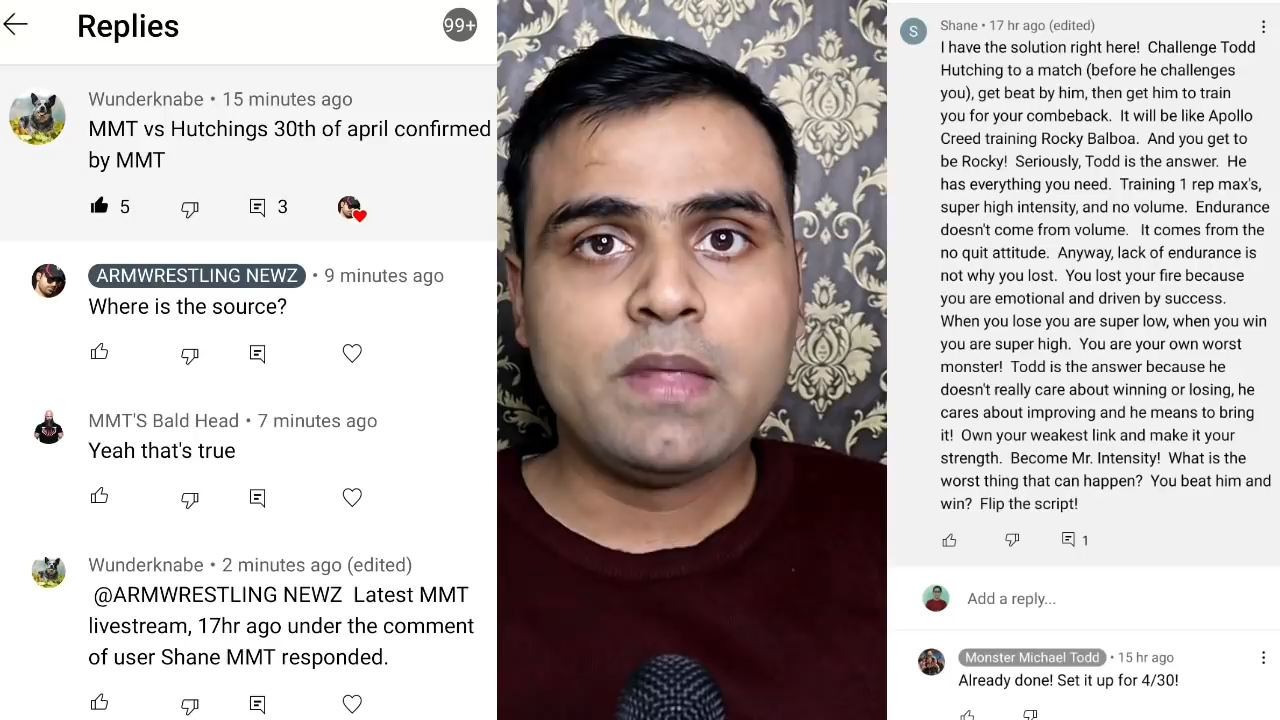 Replies
99+
Wunderknabe • 15 minutes ago
MMT vs Hutchings 30th of april confirmed
by MMT
5
3
ARMWRESTLING NEWZ • 9 minutes ago
Where is the source?
MMT'S Bald Head • 7 minutes ago
Yeah that's true
Wunderknabe • 2 minutes ago (edited)
@ARMWRESTLING NEWZ Latest MMT
livestream, 17hr ago under the comment
of user Shane MMT responded.
S
Shane • 17 hr ago (edited)
I have the solution right here! Challenge Todd
Hutching to a match (before he challenges
you), get beat by him, then get him to train
you for your combeback. It will be like Apollo
Creed training Rocky Balboa. And you get to
be Rocky! Seriously, Todd is the answer. He
has everything you need. Training 1 rep max's,
super high intensity, and no volume. Endurance
doesn't come from volume. It comes from the
no quit attitude. Anyway, lack of endurance is
not why you lost. You lost your fire because
you are emotional and driven by success.
When you lose you are super low, when you win
you are super high. You are your own worst
monster! Todd is the answer because he
doesn't really care about winning or losing, he
cares about improving and he means to bring
it! Own your weakest link and make it your
strength. Become Mr. Intensity! What is the
worst thing that can happen? You beat him and
win? Flip the script!
1
Add a reply...
Monster Michael Todd • 15 hr ago
Already done! Set it up for 4/30!